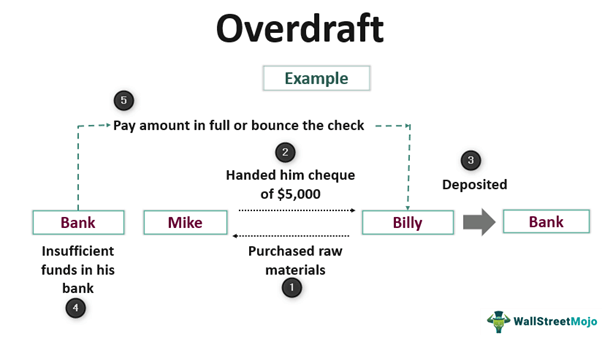 Overdraft
Example
5
Pay amount in full or bounce the check
2
Handed him cheque
of $5,000
3
Deposited
Bank
Mike
Billy
Bank
Insufficient
funds in his
bank
4
Purchased raw
materials
1
WallStreetMojo